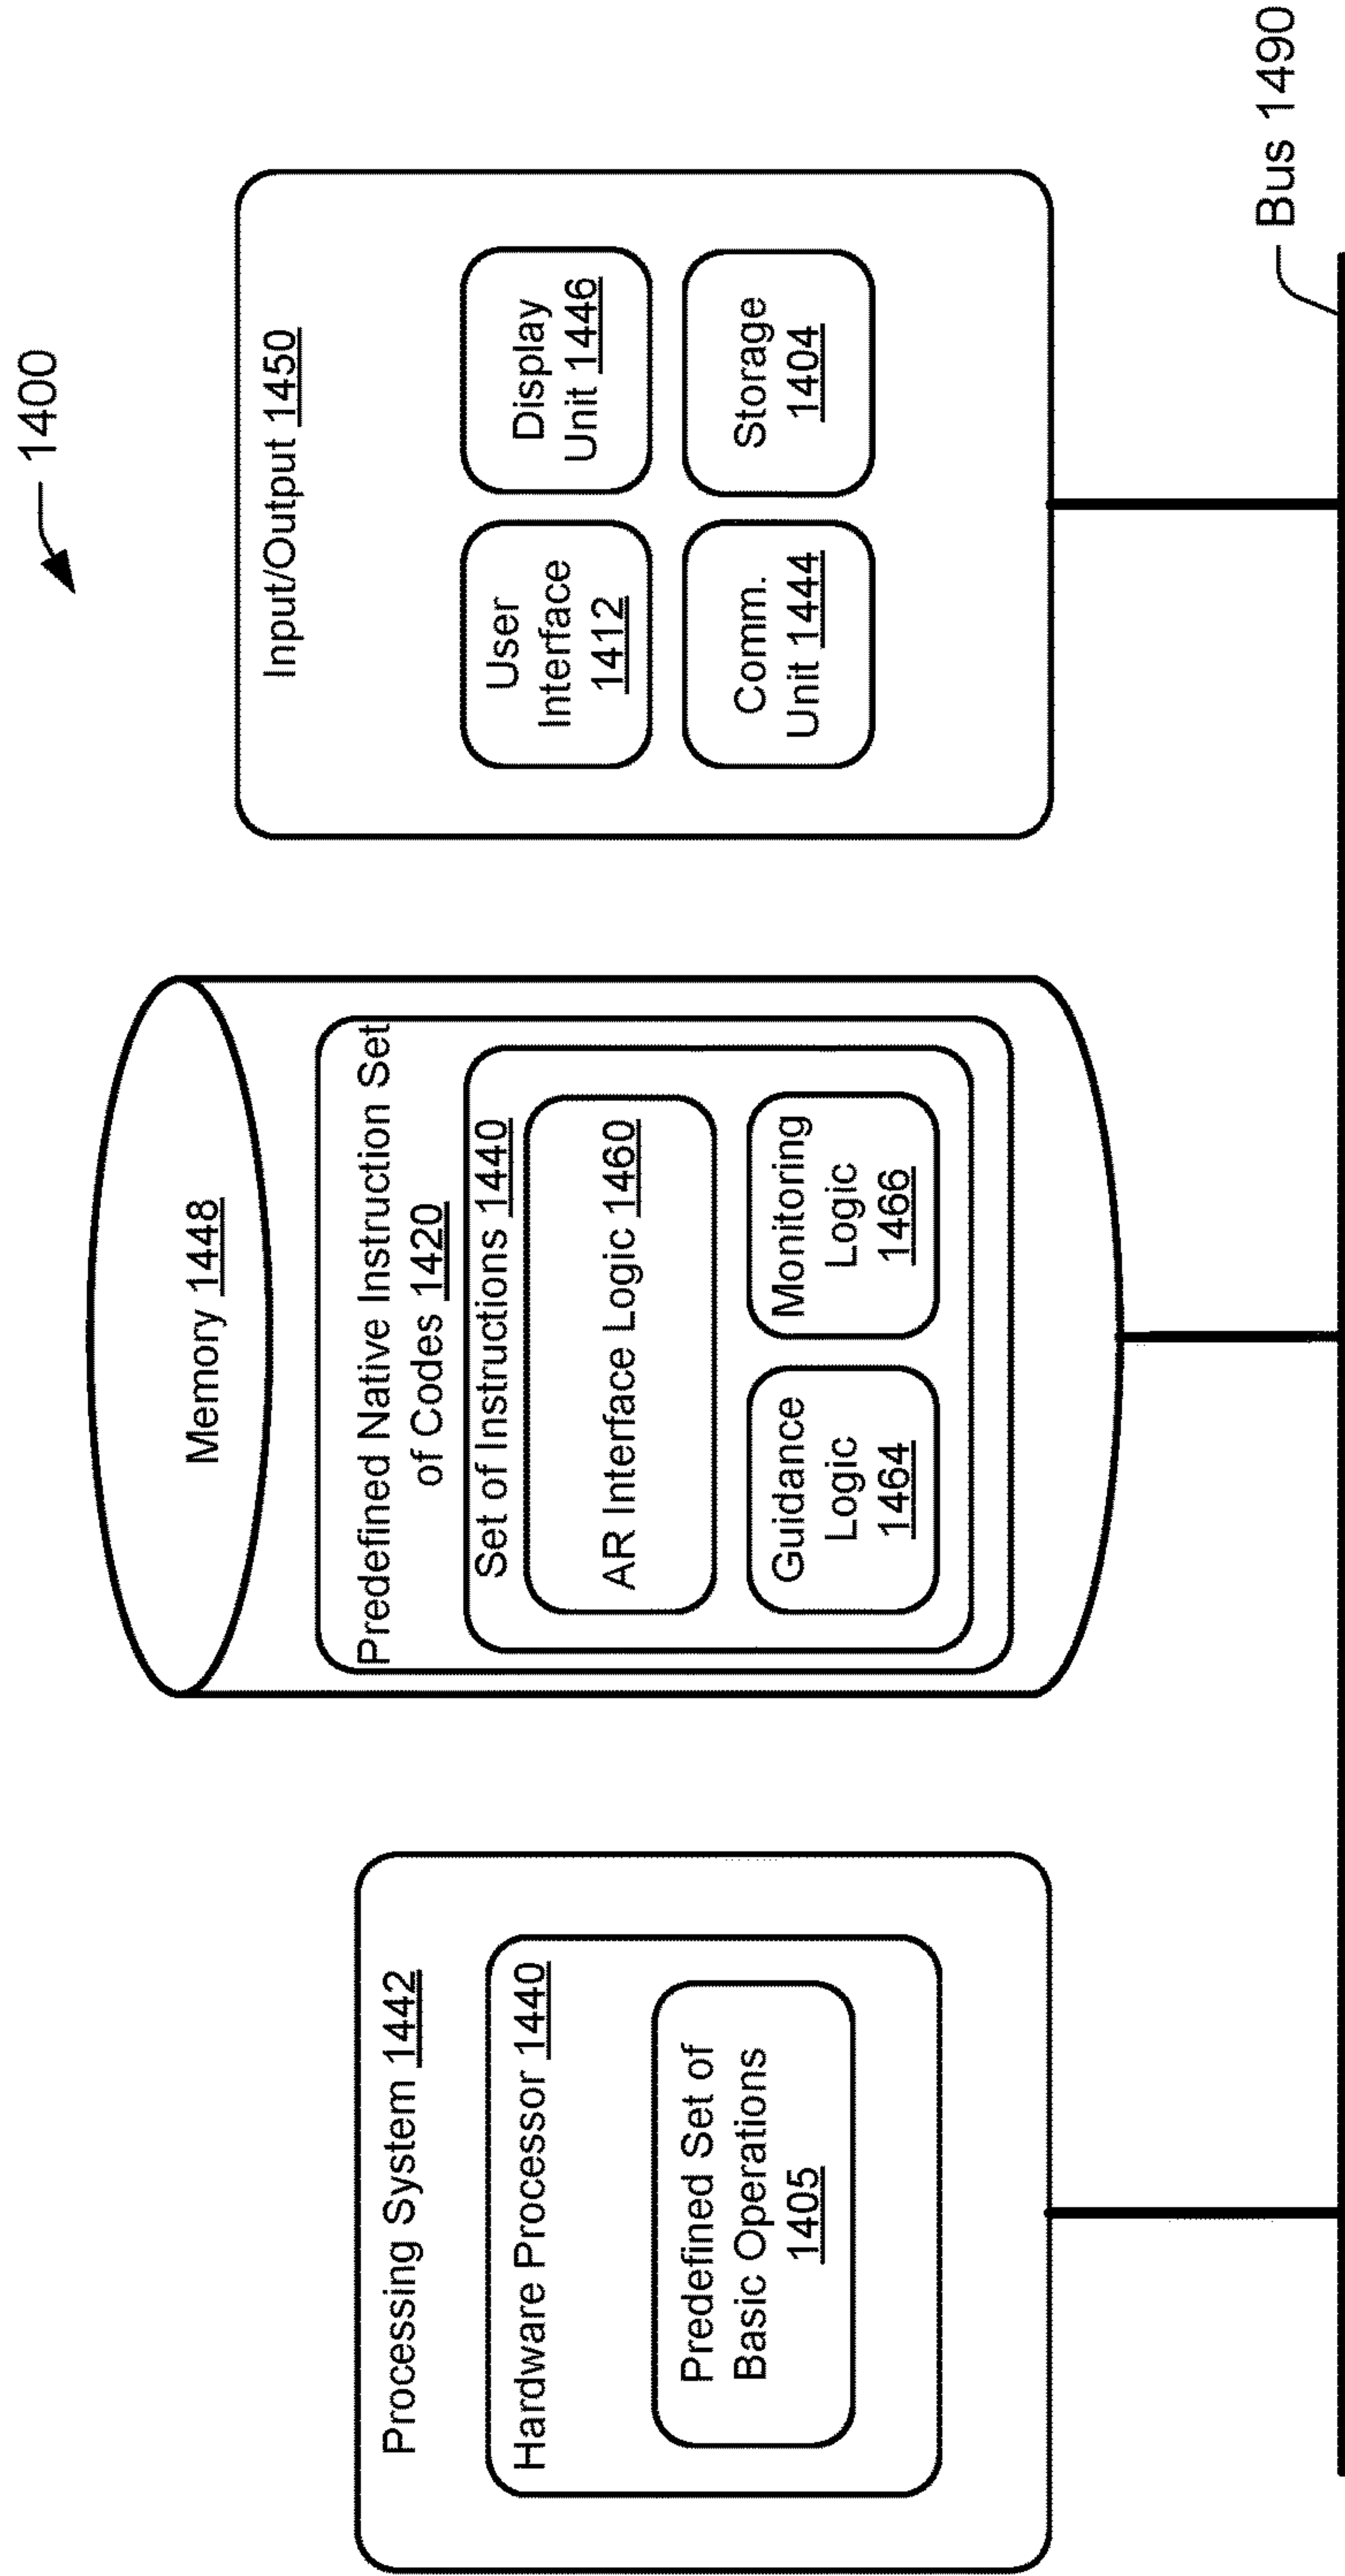 1400
Processing System 1442
Hardware Processor 1440
Predefined Set of
Basic Operations
1405
Memory 1448
Predefined Native Instruction Set
of Codes 1420
Set of Instructions 1440
AR Interface Logic 1460
Guidance
Logic
1464
Monitoring
Logic
1466
Input/Output 1450
User
Interface
1412
Display
Unit 1446
Comm.
Unit 1444
Storage
1404
Bus 1490